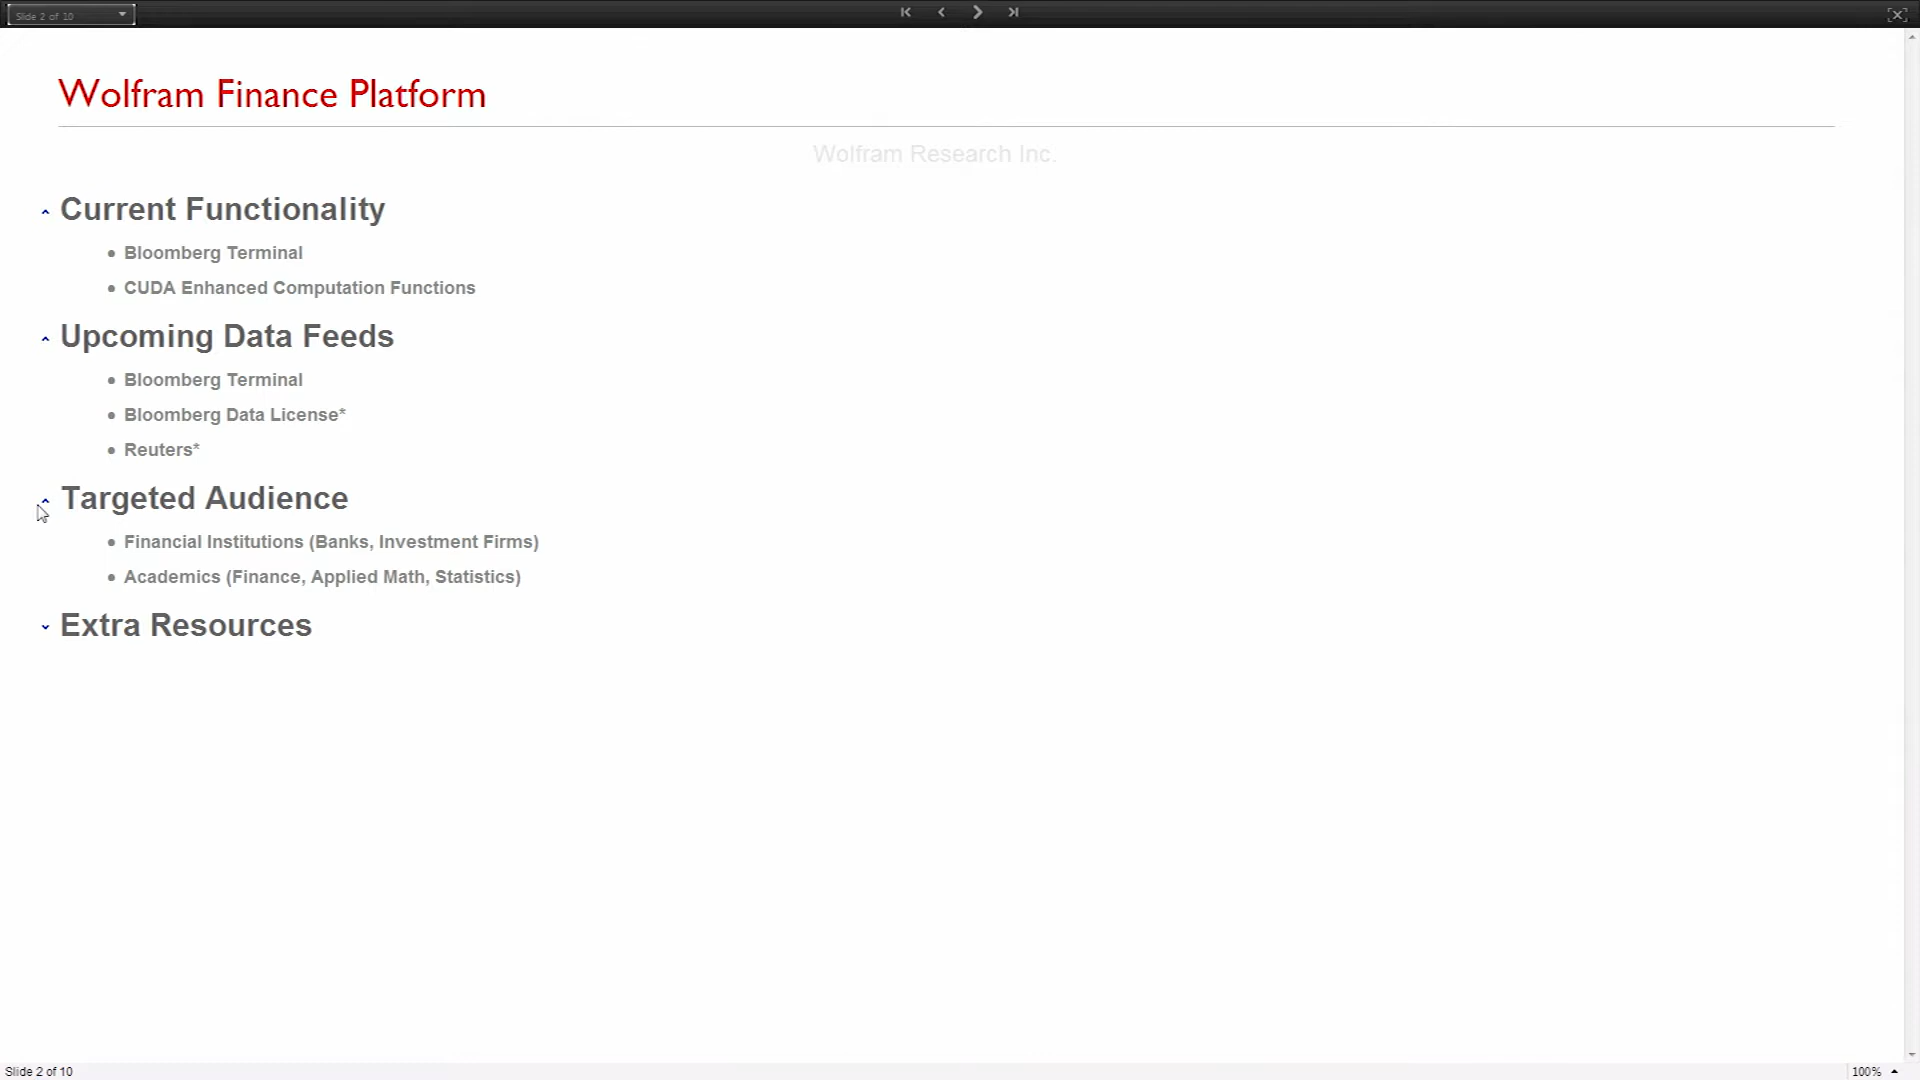 Slide 2 of 10
Wolfram Finance Platform
Wolfram Research Inc.
Current Functionality
Bloomberg Terminal
CUDA Enhanced Computation Functions
Upcoming Data Feeds
Bloomberg Terminal
Bloomberg Data License*
Reuters*
Targeted Audience
Financial Institutions (Banks, Investment Firms)
Academics (Finance, Applied Math, Statistics)
Extra Resources
Slide 2 of 10
100%